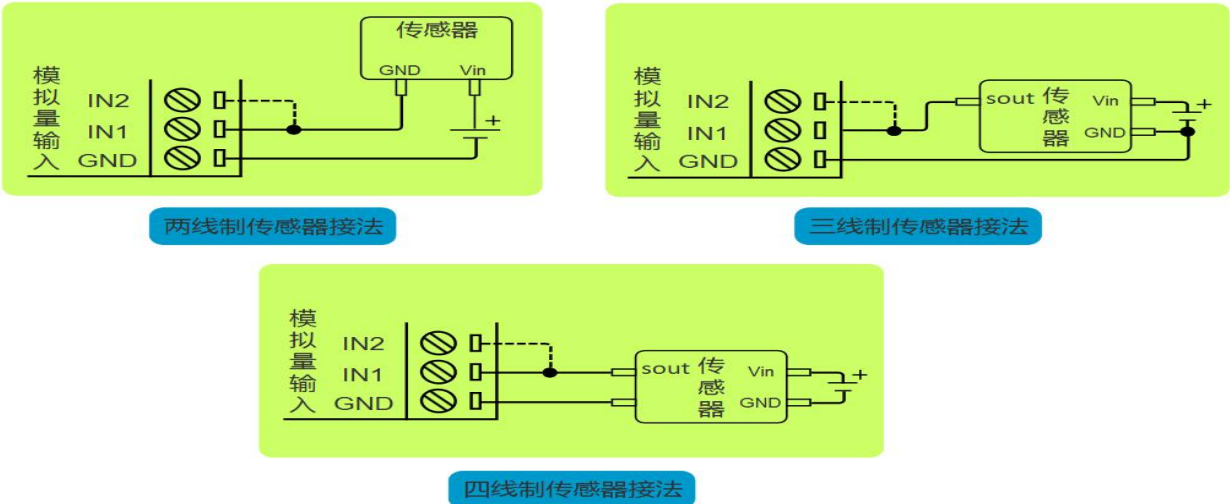 传感器
GND Vin
模拟量输入
IN2
IN1
GND
+
两线制传感器接法
模拟量输入
IN2
IN1
GND
sout 传感器 Vin
GND
+
三线制传感器接法
模拟量输入
IN2
IN1
GND
sout 传感器 Vin
GND
+
四线制传感器接法